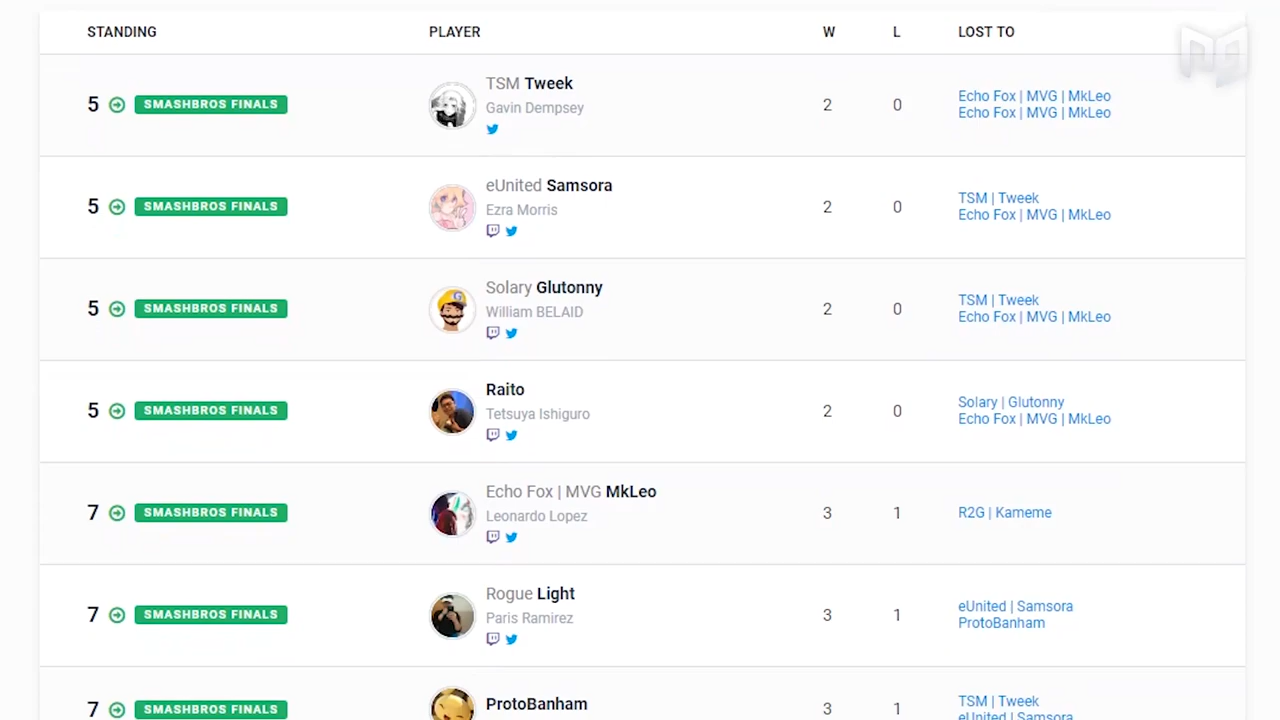 STANDING PLAYER W L LOST TO
5 SMASHBROS FINALS TSM Tweek 2 0 Echo Fox | MVG | MkLeo
Gavin Dempsey Echo Fox | MVG | MkLeo
5 SMASHBROS FINALS eUnited Samsora 2 0 TSM | Tweek
Ezra Morris Echo Fox | MVG | MkLeo
5 SMASHBROS FINALS Solary Glutonny 2 0 TSM | Tweek
William BELAID Echo Fox | MVG | MkLeo
5 SMASHBROS FINALS Raito 2 0 Solary | Glutonny
Tetsuya Ishiguro Echo Fox | MVG | MkLeo
7 SMASHBROS FINALS Echo Fox | MVG MkLeo 3 1 R2G | Kameme
Leonardo Lopez
7 SMASHBROS FINALS Rogue Light 3 1 eUnited | Samsora
Paris Ramirez ProtoBanham
7 SMASHBROS FINALS ProtoBanham 3 1 TSM | Tweek
eUnited | Samsora